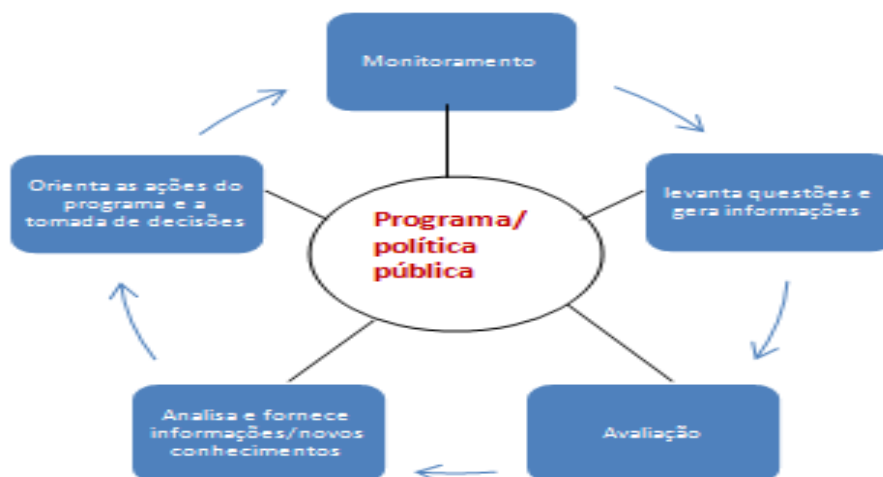 Monitoramento
levanta questões e
gera informações
Avaliação
Analisa e fornece
informações/novos
conhecimentos
Orienta as ações do
programa e a
tomada de decisões
Programa/
política
pública